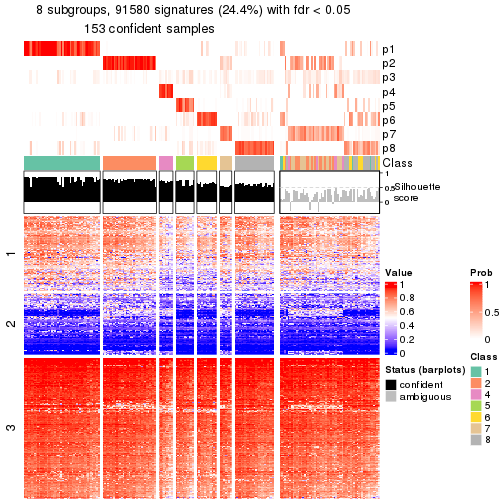 8 subgroups, 91580 signatures (24.4%) with fdr < 0.05
153 confident samples
p1
p2
p3
p4
p5
p6
p7
p8
Class
1
0.5
0
Silhouette
score
1
2
3
Value
1
0.8
0.6
0.4
0.2
0
Status (barplots)
confident
ambiguous
Prob
1
0.5
0
Class
1
2
4
5
6
7
8